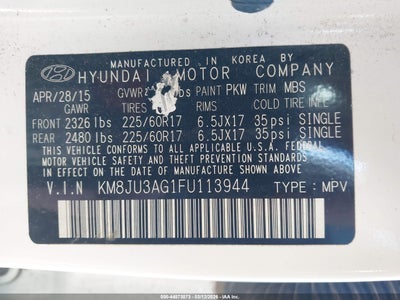 MANUFACTURED IN KOREA BY
HYUNDAI MOTOR COMPANY
APR/28/15 GVWR lbs PAINT PKW TRIM MBS
GAWR TIRES RIMS COLD TIRE INFL
FRONT 2326 lbs 225/60R17 6.5JX17 35psi SINGLE
REAR 2480 lbs 225/60R17 6.5JX17 35psi SINGLE
THIS VEHICLE CONFORMS TO ALL APPLICABLE U.S.A. FEDERAL
MOTOR VEHICLE SAFETY STANDARDS IN EFFECT ON
THE DATE OF MANUFACTURE SHOWN ABOVE.
V.I.N KM8JU3AG1FU113944 TYPE: MPV